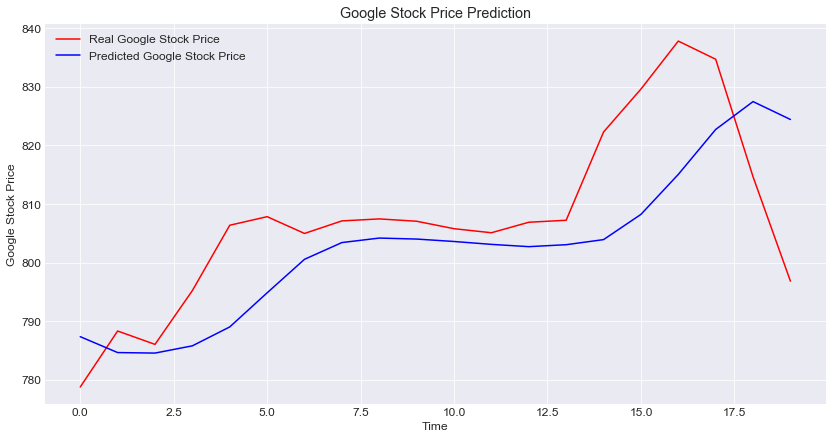 Google Stock Price Prediction
Real Google Stock Price
Predicted Google Stock Price
Google Stock Price
840
830
820
810
800
790
780
0.0 2.5 5.0 7.5 10.0 12.5 15.0 17.5
Time